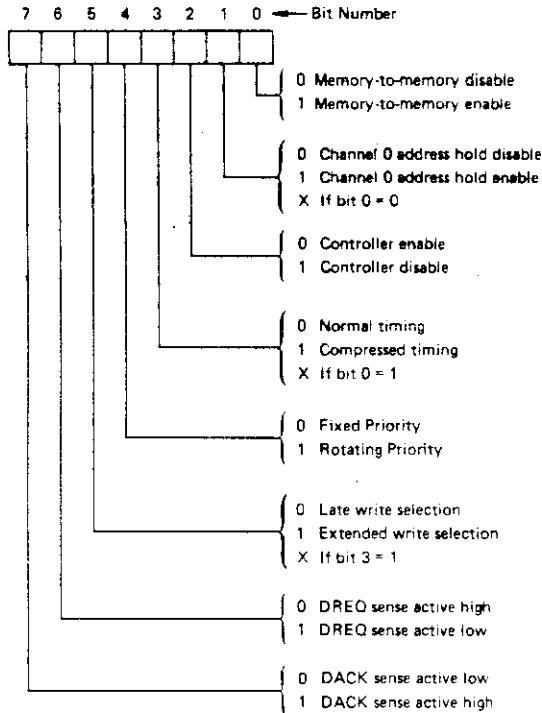 7 6 5 4 3 2 1 0 Bit Number
0 Memory-to-memory disable
1 Memory-to-memory enable
0 Channel 0 address hold disable
1 Channel 0 address hold enable
X If bit 0 = 0
0 Controller enable
1 Controller disable
0 Normal timing
1 Compressed timing
X If bit 0 = 1
0 Fixed Priority
1 Rotating Priority
0 Late write selection
1 Extended write selection
X If bit 3 = 1
0 DREQ sense active high
1 DREQ sense active low
0 DACK sense active low
1 DACK sense active high